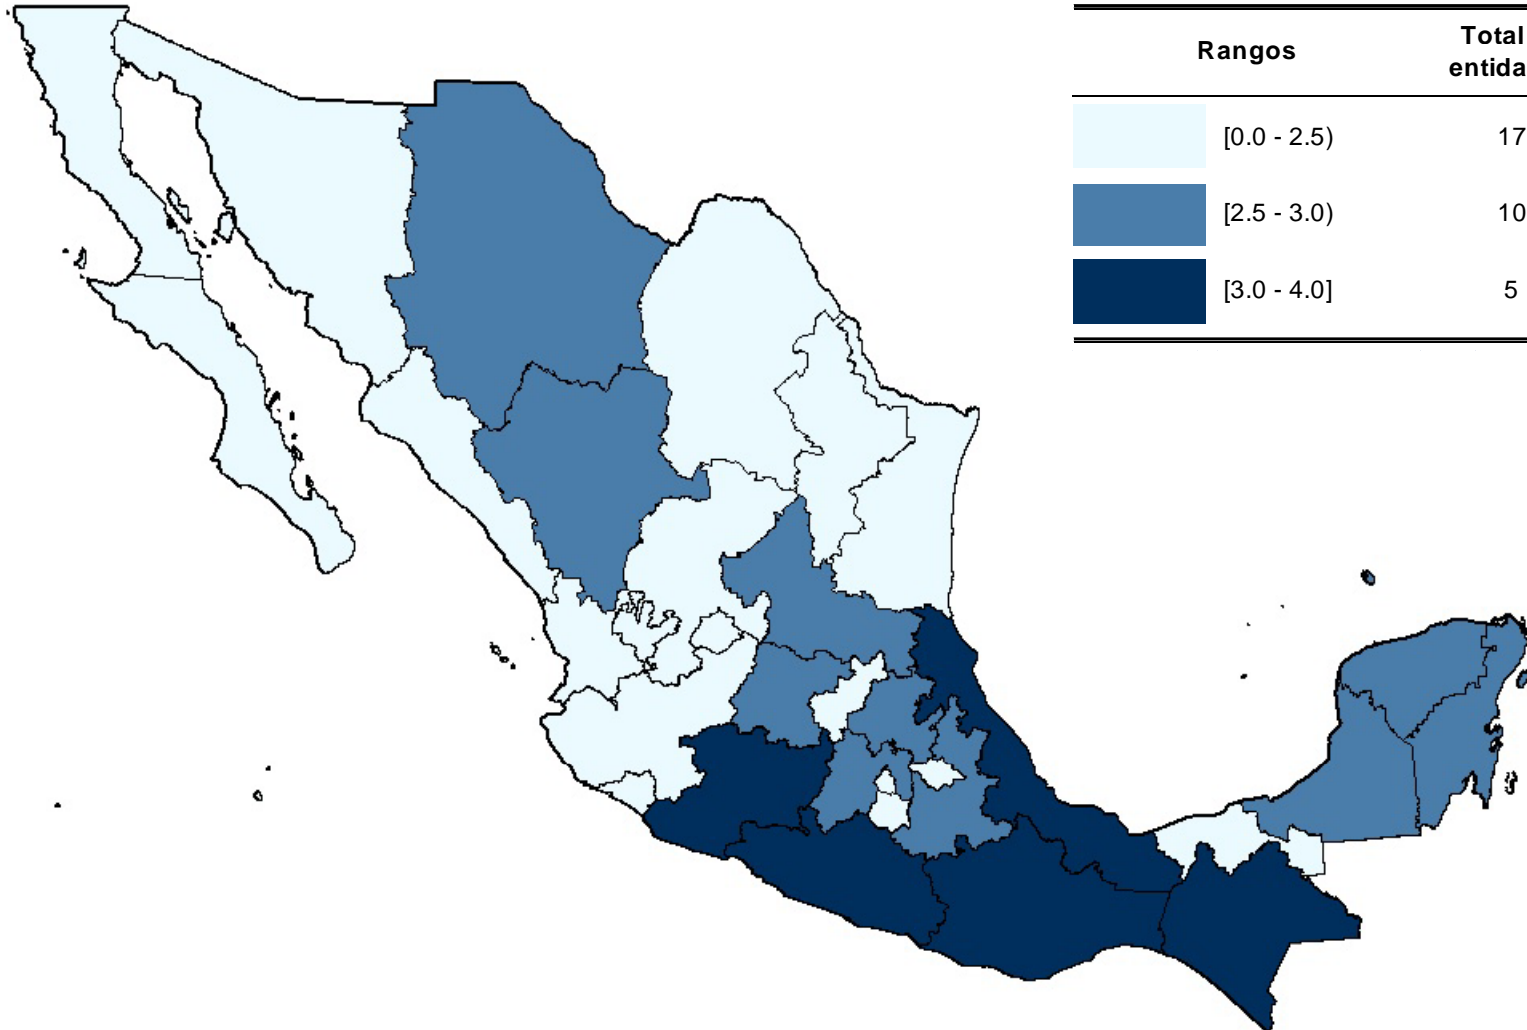 Rangos
Total
entida
[0.0 - 2.5)
17
[2.5 - 3.0)
10
[3.0 - 4.0]
5